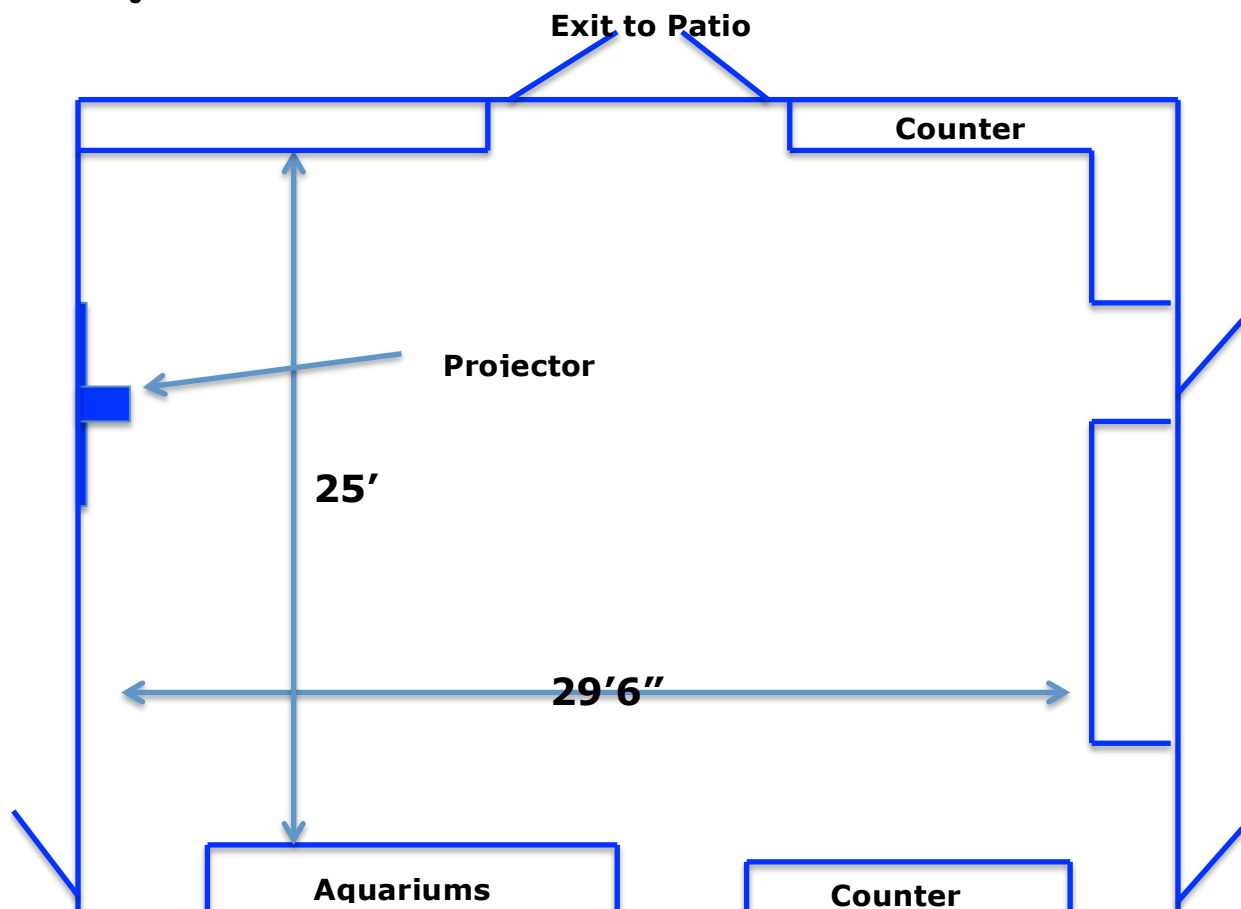 Exit to Patio
Counter
Projector
25’
29’6”
Aquariums
Counter